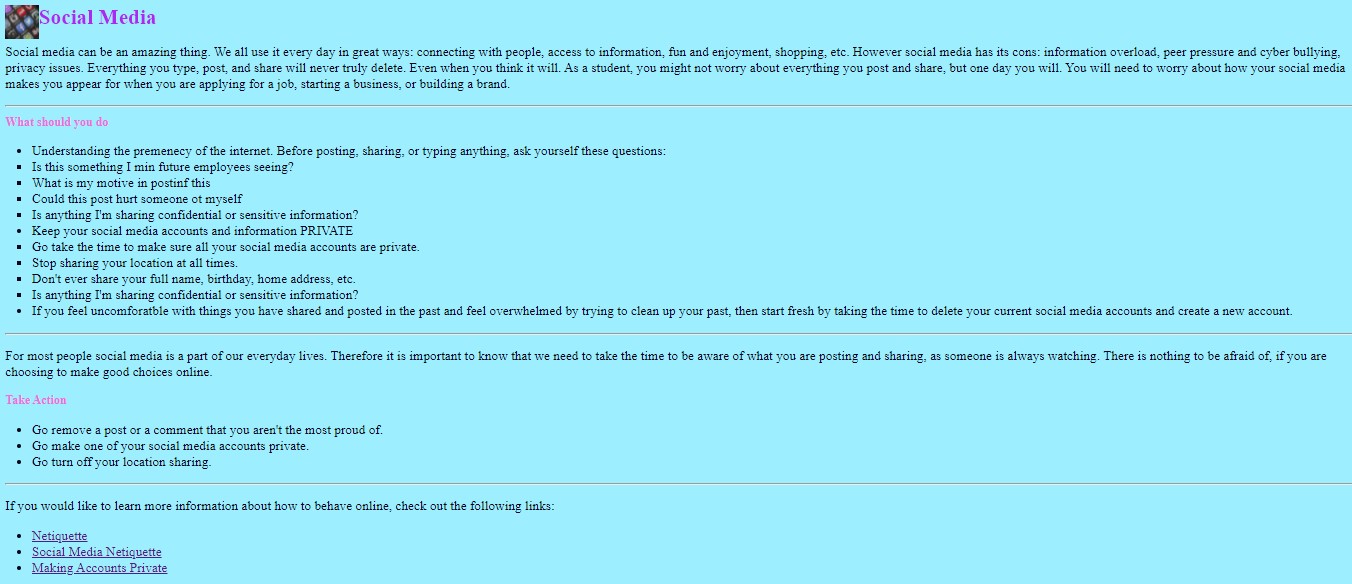 Social Media
Social media can be an amazing thing. We all use it every day in great ways: connecting with people, access to information, fun and enjoyment, shopping, etc. However social media has its cons: information overload, peer pressure and cyber bullying,
privacy issues. Everything you type, post, and share will never truly delete. Even when you think it will. As a student, you might not worry about everything you post and share, but one day you will. You will need to worry about how your social media
makes you appear for when you are applying for a job, starting a business, or building a brand.
What should you do
Understanding the premenecy of the internet. Before posting, sharing, or typing anything, ask yourself these questions:
Is this something I min future employees seeing?
What is my motive in postinf this
Could this post hurt someone ot myself
Is anything I'm sharing confidential or sensitive information?
Keep your social media accounts and information PRIVATE
Go take the time to make sure all your social media accounts are private.
Stop sharing your location at all times.
Don't ever share your full name, birthday, home address, etc.
Is anything I'm sharing confidential or sensitive information?
If you feel uncomforatble with things you have shared and posted in the past and feel overwhelmed by trying to clean up your past, then start fresh by taking the time to delete your current social media accounts and create a new account.
For most people social media is a part of our everyday lives. Therefore it is important to know that we need to take the time to be aware of what you are posting and sharing, as someone is always watching. There is nothing to be afraid of, if you are
choosing to make good choices online.
Take Action
Go remove a post or a comment that you aren't the most proud of.
Go make one of your social media accounts private.
Go turn off your location sharing.
If you would like to learn more information about how to behave online, check out the following links:
Netiquette
Social Media Netiquette
Making Accounts Private